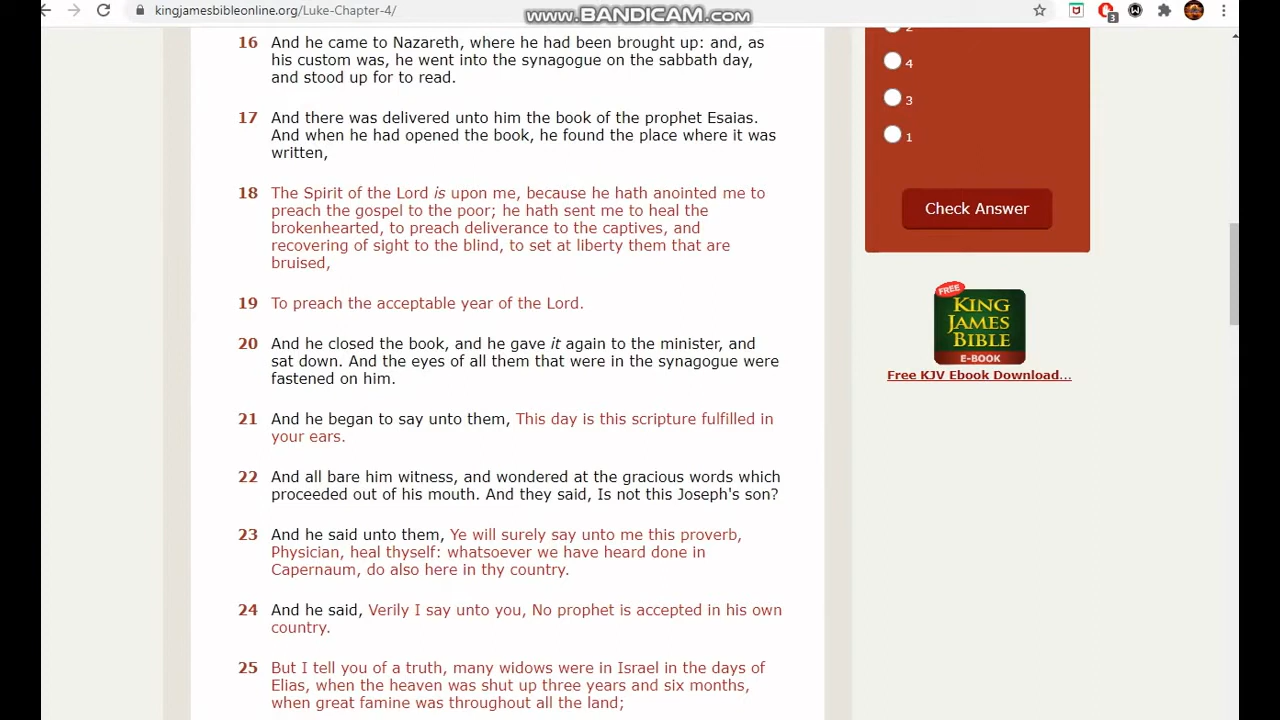 kingjamesbibleonline.org/Luke-Chapter-4/
www.BANDICAM.com
3
16 And he came to Nazareth, where he had been brought up: and, as
his custom was, he went into the synagogue on the sabbath day,
and stood up for to read.
17 And there was delivered unto him the book of the prophet Esaias.
And when he had opened the book, he found the place where it was
written,
18 The Spirit of the Lord is upon me, because he hath anointed me to
preach the gospel to the poor; he hath sent me to heal the
brokenhearted, to preach deliverance to the captives, and
recovering of sight to the blind, to set at liberty them that are
bruised,
19 To preach the acceptable year of the Lord.
20 And he closed the book, and he gave it again to the minister, and
sat down. And the eyes of all them that were in the synagogue were
fastened on him.
21 And he began to say unto them, This day is this scripture fulfilled in
your ears.
22 And all bare him witness, and wondered at the gracious words which
proceeded out of his mouth. And they said, Is not this Joseph's son?
23 And he said unto them, Ye will surely say unto me this proverb,
Physician, heal thyself: whatsoever we have heard done in
Capernaum, do also here in thy country.
24 And he said, Verily I say unto you, No prophet is accepted in his own
country.
25 But I tell you of a truth, many widows were in Israel in the days of
Elias, when the heaven was shut up three years and six months,
when great famine was throughout all the land;
2
4
3
1
Check Answer
FREE
KING
JAMES
BIBLE
E-BOOK
Free KJV Ebook Download...